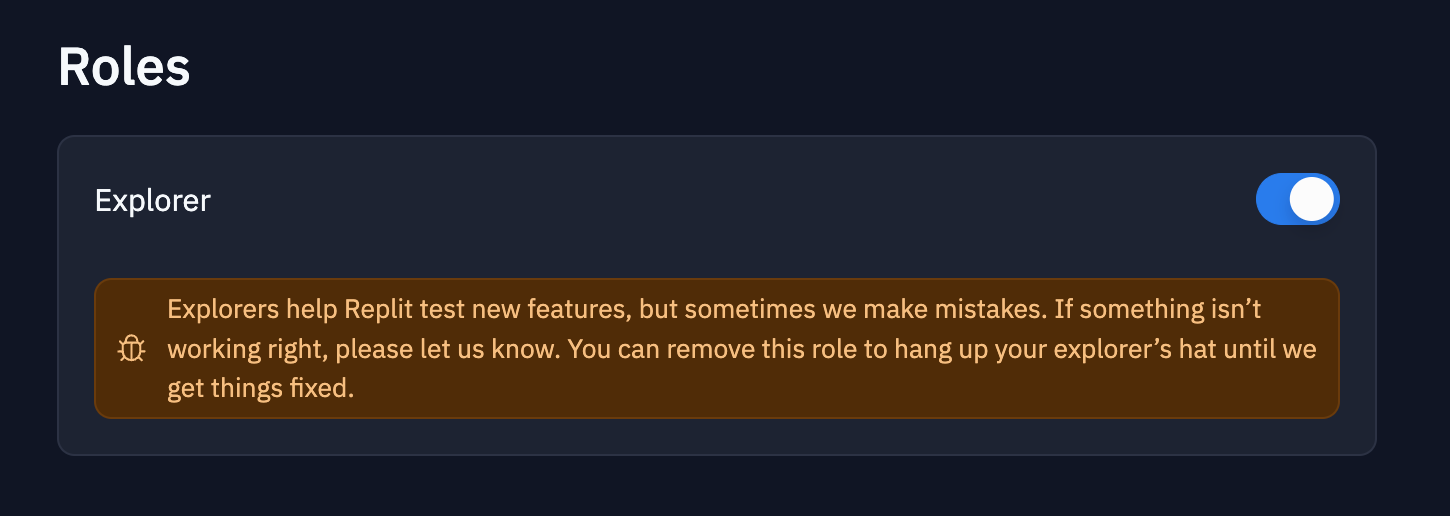 Roles
Explorer
Explorers help Replit test new features, but sometimes we make mistakes. If something isn’t
working right, please let us know. You can remove this role to hang up your explorer’s hat until we
get things fixed.